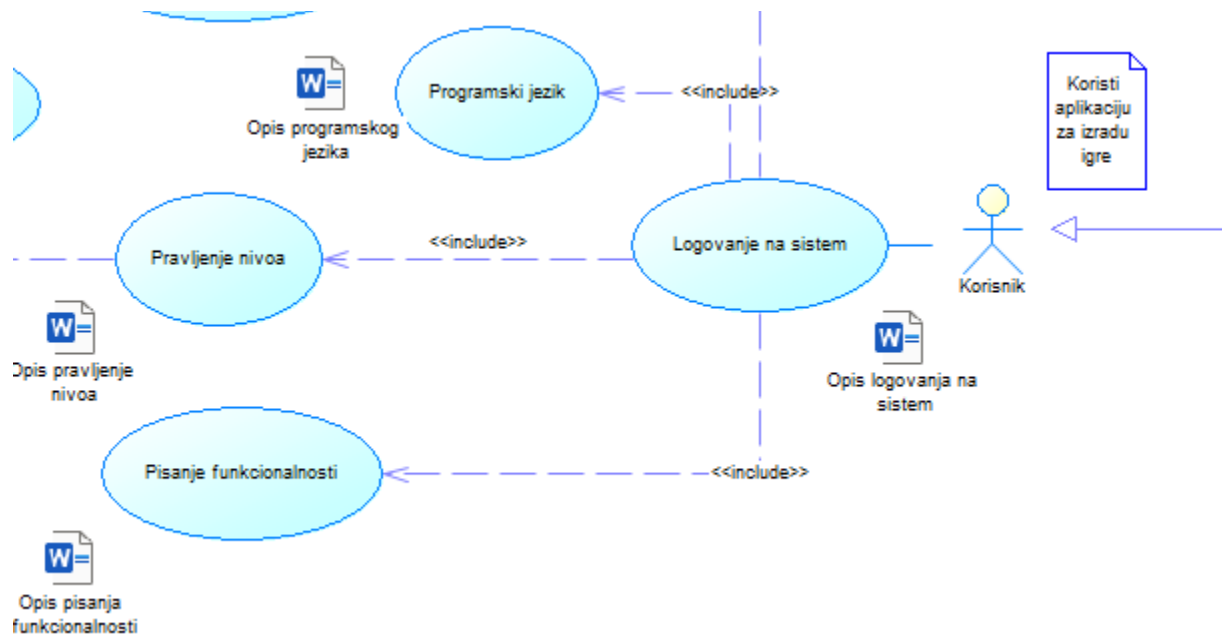 Programski jezik
<<include>>
Koristi
aplikaciju
za izradu
igre
W
Opis programskog
jezika
Pravljenje nivoa
<<include>>
Logovanje na sistem
Korisnik
W
Opis pravljenje
nivoa
W
Opis logovanja na
sistem
Pisanje funkcionalnosti
<<include>>
W
Opis pisanja
funkcionalnosti